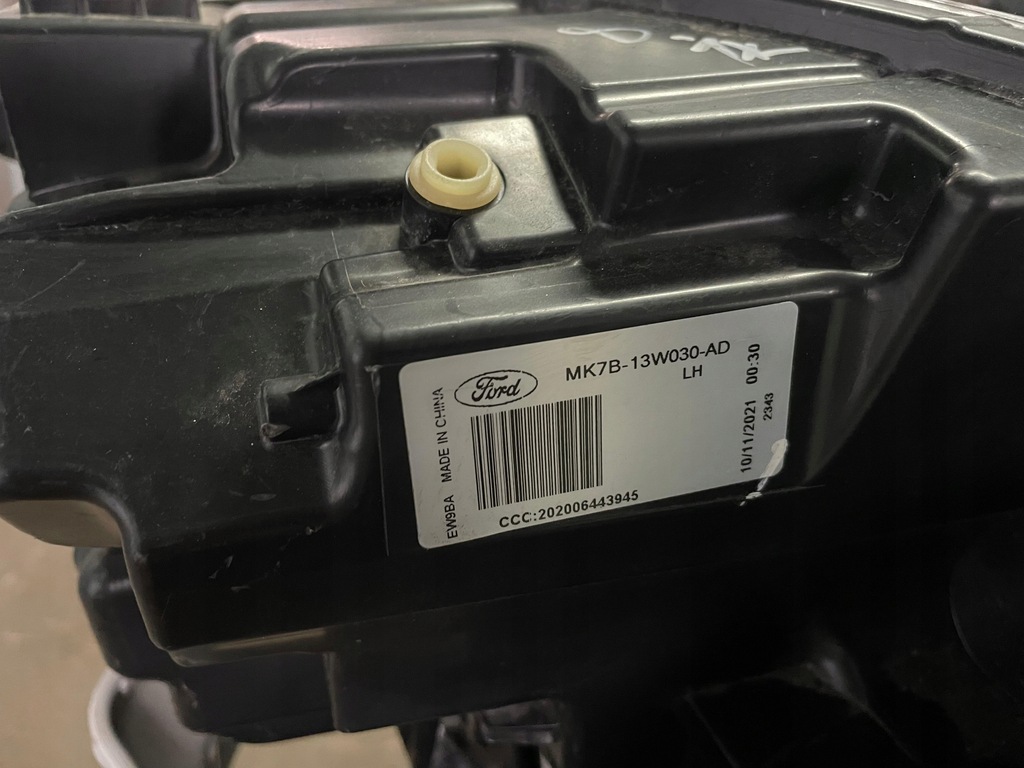 Ford
MK7B-13W030-AD
LH
EW9BA MADE IN CHINA
CCC:202006443945
10/11/2021 00:30
2343